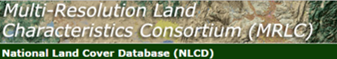 Multi-Resolution Land
Characteristics Consortium (MRLC)
National Land Cover Database (NLCD)